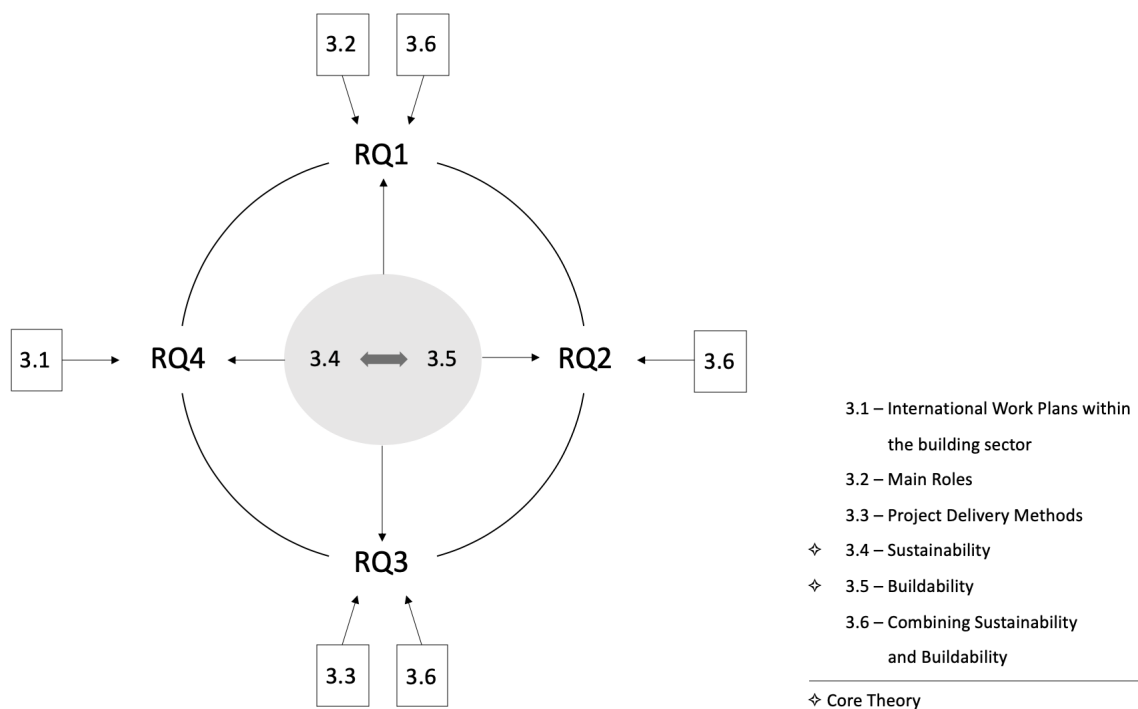 3.2 3.6
RQ1
3.1 RQ4 3.4 3.5 RQ2 3.6
RQ3
3.3 3.6
3.1 – International Work Plans within
the building sector
3.2 – Main Roles
3.3 – Project Delivery Methods
✧ 3.4 – Sustainability
✧ 3.5 – Buildability
3.6 – Combining Sustainability
and Buildability
✧ Core Theory